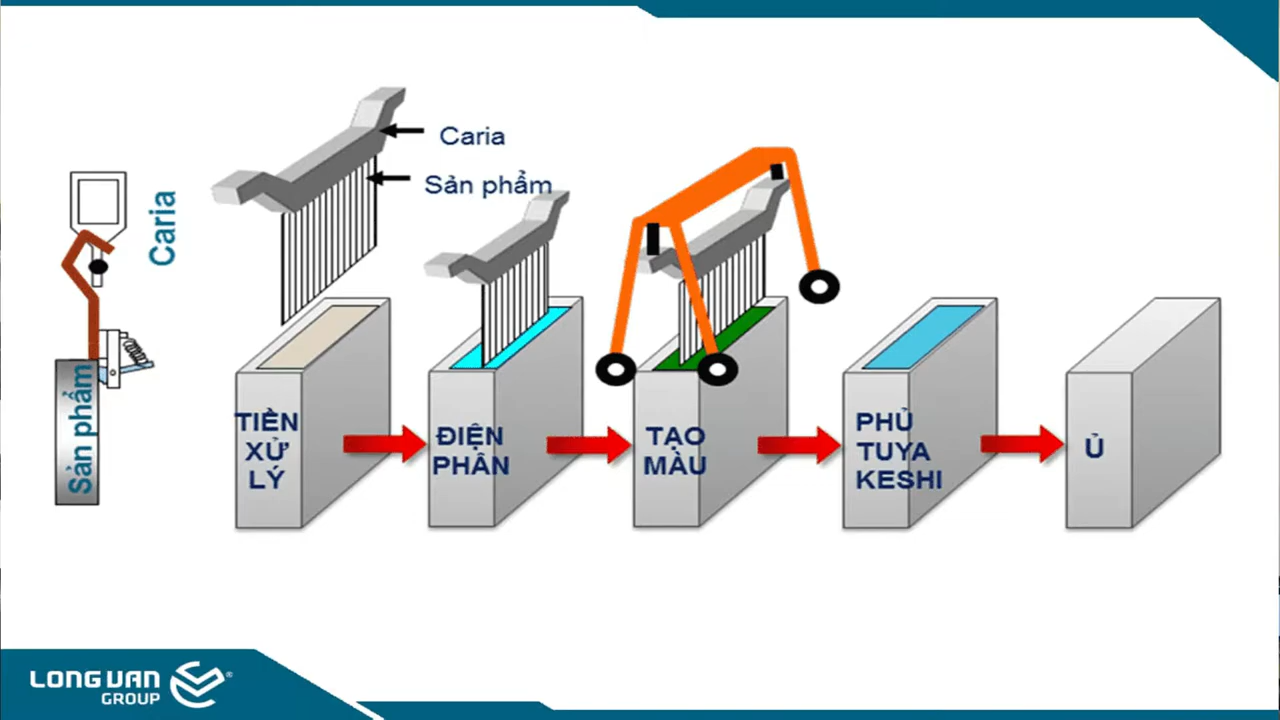 Caria
Sản phẩm
Caria
Sản phẩm
TIỀN
XỬ
LÝ
ĐIỆN
PHÂN
TẠO
MÀU
PHỦ
TUYA
KESHI
Ủ
LONG VAN
GROUP
®